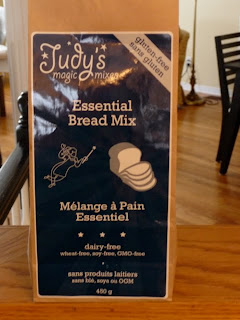 Judy's
magic mixes
gluten-free
sans gluten
Essential
Bread Mix
Mélange à Pain
Essentiel
dairy-free
wheat-free, soy-free, GMO-free
sans produits laitiers
sans blé, soya ou OGM
450 g